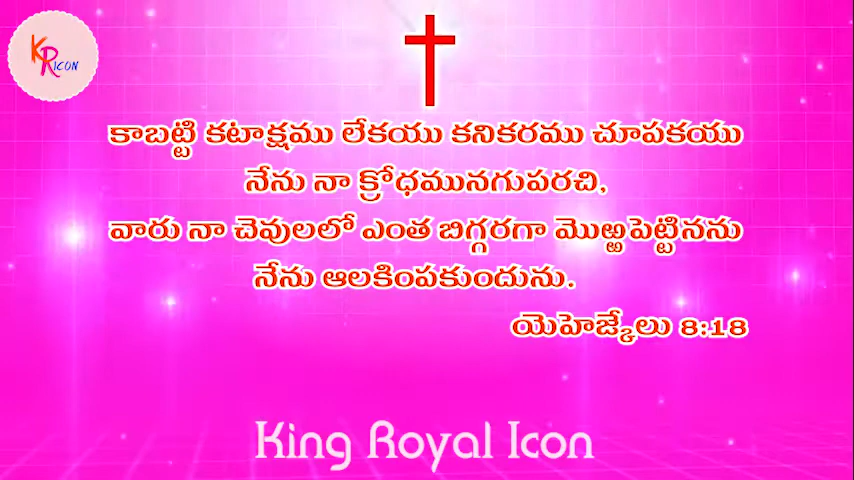 KRICON
కాబట్టి కటాక్షము లేకయు కనికరము చూపకయు
నేను నా క్రోధమునగుపరచి,
వారు నా చెవులలో ఎంత బిగ్గరగా మొఱ్ఱపెట్టినను
నేను ఆలకింపకుందును.
యెహెజ్కేలు 8:18
King Royal Icon